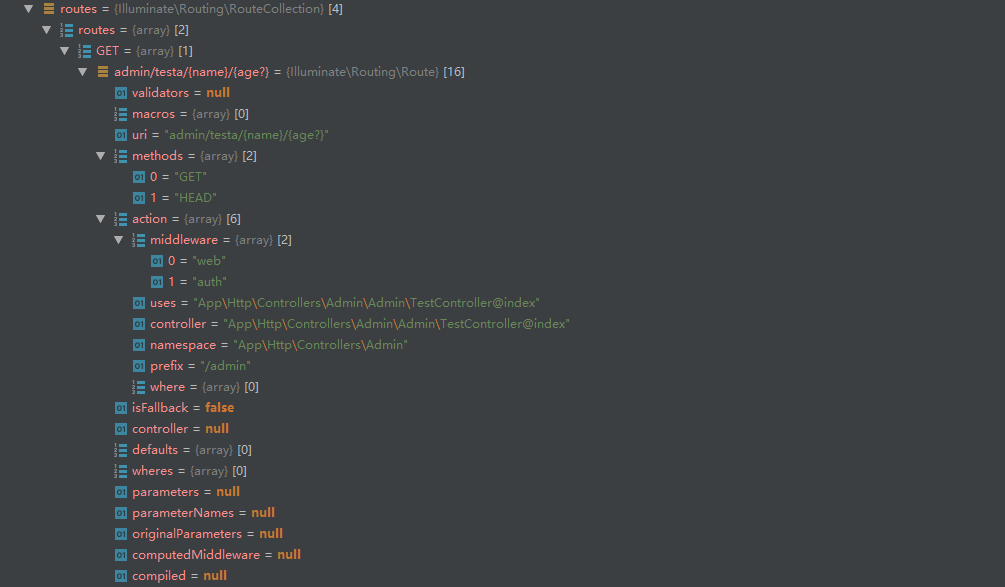 routes = {Illuminate\Routing\RouteCollection} [4]
routes = {array} [2]
GET = {array} [1]
admin/testa/{name}/{age?} = {Illuminate\Routing\Route} [16]
validators = null
macros = {array} [0]
uri = "admin/testa/{name}/{age?}"
methods = {array} [2]
0 = "GET"
1 = "HEAD"
action = {array} [6]
middleware = {array} [2]
0 = "web"
1 = "auth"
uses = "App\Http\Controllers\Admin\Admin\TestController@index"
controller = "App\Http\Controllers\Admin\Admin\TestController@index"
namespace = "App\Http\Controllers\Admin"
prefix = "/admin"
where = {array} [0]
isFallback = false
controller = null
defaults = {array} [0]
wheres = {array} [0]
parameters = null
parameterNames = null
originalParameters = null
computedMiddleware = null
compiled = null